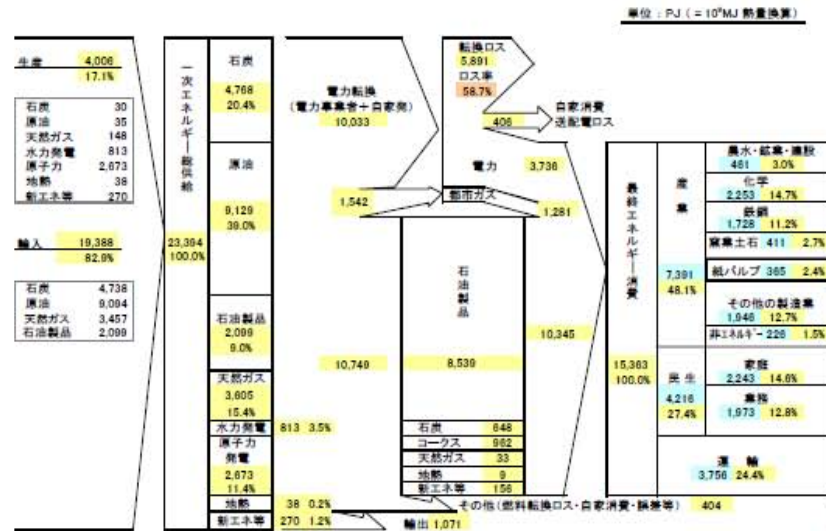 単位 : PJ ( = 10⁹MJ 熱量換算)
生産 4,006
17.1%
石炭 30
原油 35
天然ガス 148
水力発電 813
原子力 2,673
地熱 38
新エネ等 270
輸入 19,388
82.9%
石炭 4,738
原油 9,094
天然ガス 3,457
石油製品 2,099
一次エネルギー総供給
23,394
100.0%
石炭
4,768
20.4%
原油
9,129
39.0%
石油製品
2,099
9.0%
天然ガス
3,605
15.4%
水力発電 813 3.5%
原子力
発電
2,673
11.4%
地熱 38 0.2%
新エネ等 270 1.2%
電力転換
(電力事業者+自家発)
10,033
1,542
10,749
輸出 1,071
転換ロス
5,891
ロス率
58.7%
自家消費
送配電ロス
406
電力 3,736
都市ガス
1,281
石油製品
8,539
10,345
石炭 648
コークス 962
天然ガス 33
地熱 9
新エネ等 156
その他(燃料転換ロス・自家消費・誤差等) 404
最終エネルギー消費
15,363
100.0%
産業
7,391
48.1%
農水・鉱業・建設
461 3.0%
化学
2,253 14.7%
鉄鋼
1,728 11.2%
窯業土石 411 2.7%
紙パルプ 365 2.4%
その他の製造業
1,946 12.7%
非エネルギー 226 1.5%
民生
4,216
27.4%
家庭
2,243 14.6%
業務
1,973 12.8%
運輸
3,756 24.4%